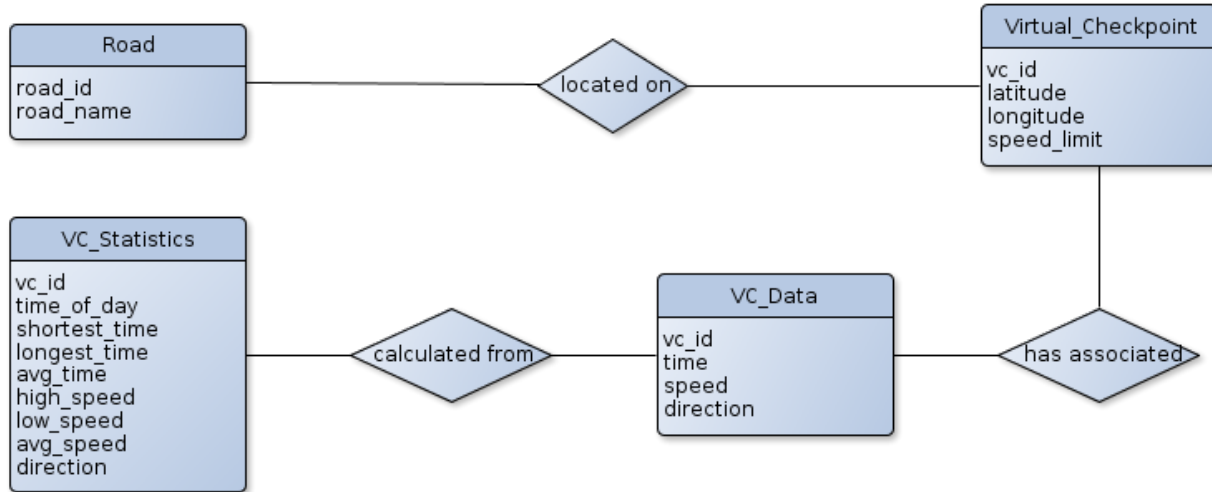 Road
road_id
road_name
located on
Virtual_Checkpoint
vc_id
latitude
longitude
speed_limit
VC_Statistics
vc_id
time_of_day
shortest_time
longest_time
avg_time
high_speed
low_speed
avg_speed
direction
calculated from
VC_Data
vc_id
time
speed
direction
has associated